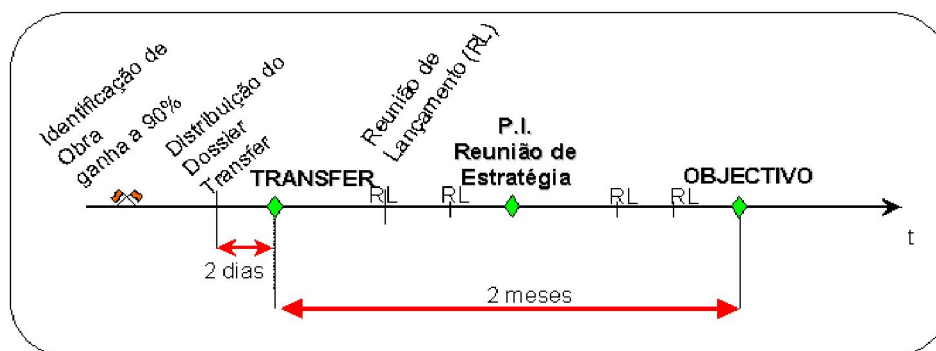 Identificação de
Obra
ganha a 90%
Distribuição do
Dossier
Transfer
TRANSFER
Reunião de
Lançamento (RL)
RL
RL
P.I.
Reunião de
Estratégia
RL
RL
OBJECTIVO
t
2 dias
2 meses